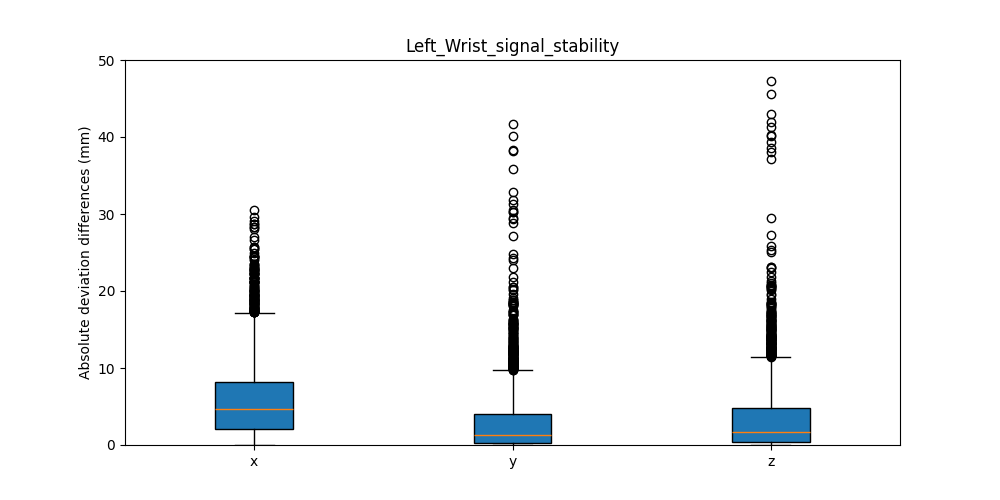 Left_Wrist_signal_stability
Absolute deviation differences (mm)
50
40
30
20
10
0
x y z